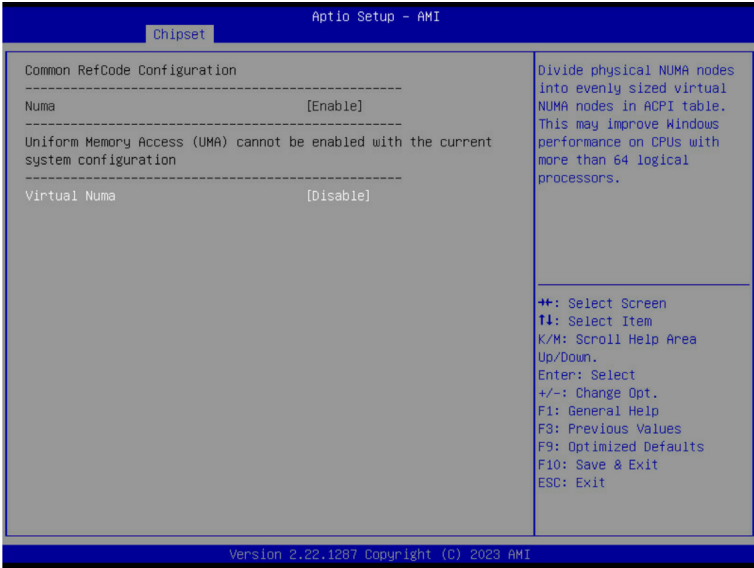 Aptio Setup - AMI
Chipset
Common RefCode Configuration
--------------------------------------------------
Numa [Enable]
--------------------------------------------------
Uniform Memory Access (UMA) cannot be enabled with the current
system configuration
--------------------------------------------------
Virtual Numa [Disable]
Divide physical NUMA nodes
into evenly sized virtual
NUMA nodes in ACPI table.
This may improve Windows
performance on CPUs with
more than 64 logical
processors.
→←: Select Screen
↑↓: Select Item
K/M: Scroll Help Area
Up/Down.
Enter: Select
+/-: Change Opt.
F1: General Help
F3: Previous Values
F9: Optimized Defaults
F10: Save & Exit
ESC: Exit
Version 2.22.1287 Copyright (C) 2023 AMI